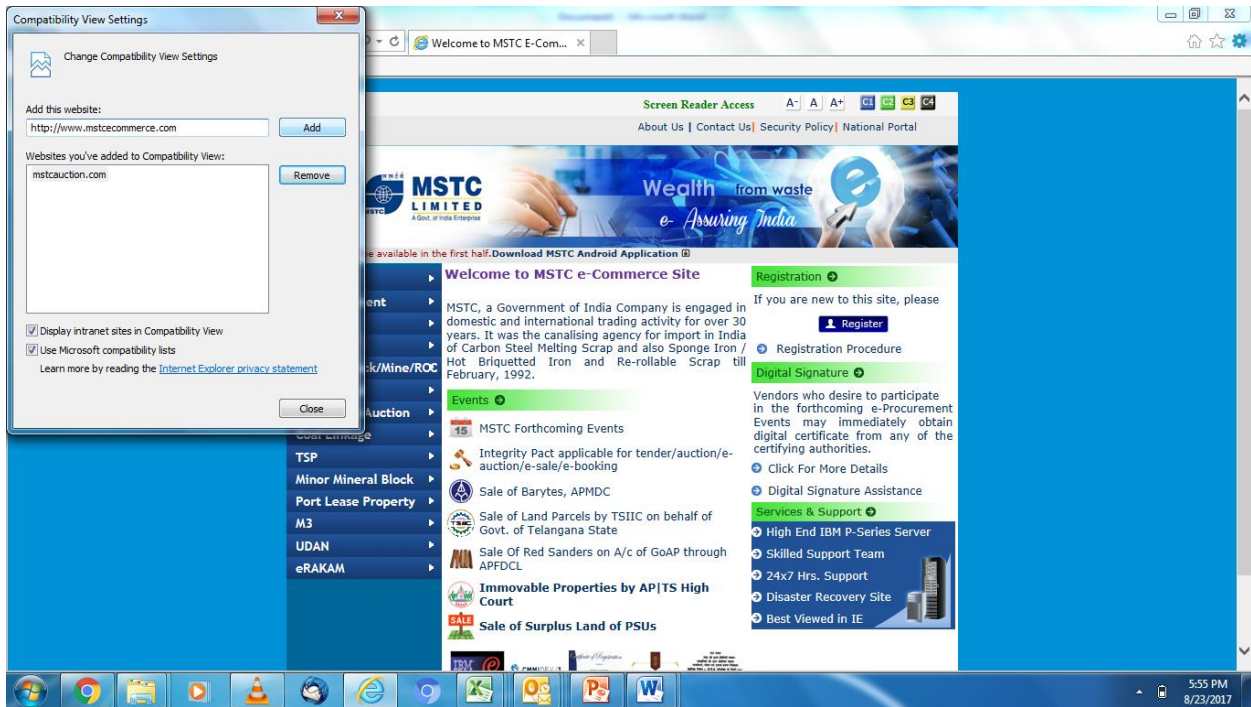 Compatibility View Settings
Change Compatibility View Settings
Add this website:
http://www.mstcecommerce.com
Add
Websites you've added to Compatibility View:
mstcauction.com
Remove
Display intranet sites in Compatibility View
Use Microsoft compatibility lists
Learn more by reading the Internet Explorer privacy statement
Close
Welcome to MSTC E-Com...
Screen Reader Access
A- A A+ C1 C2 C3 C4
About Us | Contact Us| Security Policy| National Portal
MSTC
LIMITED
A Govt. of India Enterprise
MSTC
Wealth from waste
e- Assuring India
available in the first half.Download MSTC Android Application
Auction
Coal Linkage
TSP
Minor Mineral Block
Port Lease Property
M3
UDAN
eRAKAM
Welcome to MSTC e-Commerce Site
MSTC, a Government of India Company is engaged in
domestic and international trading activity for over 30
years. It was the canalising agency for import in India
of Carbon Steel Melting Scrap and also Sponge Iron /
Hot Briquetted Iron and Re-rollable Scrap till
February, 1992.
Events
15
MSTC Forthcoming Events
Integrity Pact applicable for tender/auction/e-
auction/e-sale/e-booking
Sale of Barytes, APMDC
Sale of Land Parcels by TSIIC on behalf of
Govt. of Telangana State
Sale Of Red Sanders on A/c of GoAP through
APFDCL
Immovable Properties by AP|TS High
Court
SALE
Sale of Surplus Land of PSUs
IBM
Registration
If you are new to this site, please
Register
Registration Procedure
Digital Signature
Vendors who desire to participate
in the forthcoming e-Procurement
Events may immediately obtain
digital certificate from any of the
certifying authorities.
Click For More Details
Digital Signature Assistance
Services & Support
High End IBM P-Series Server
Skilled Support Team
24x7 Hrs. Support
Disaster Recovery Site
Best Viewed in IE
5:55 PM
8/23/2017